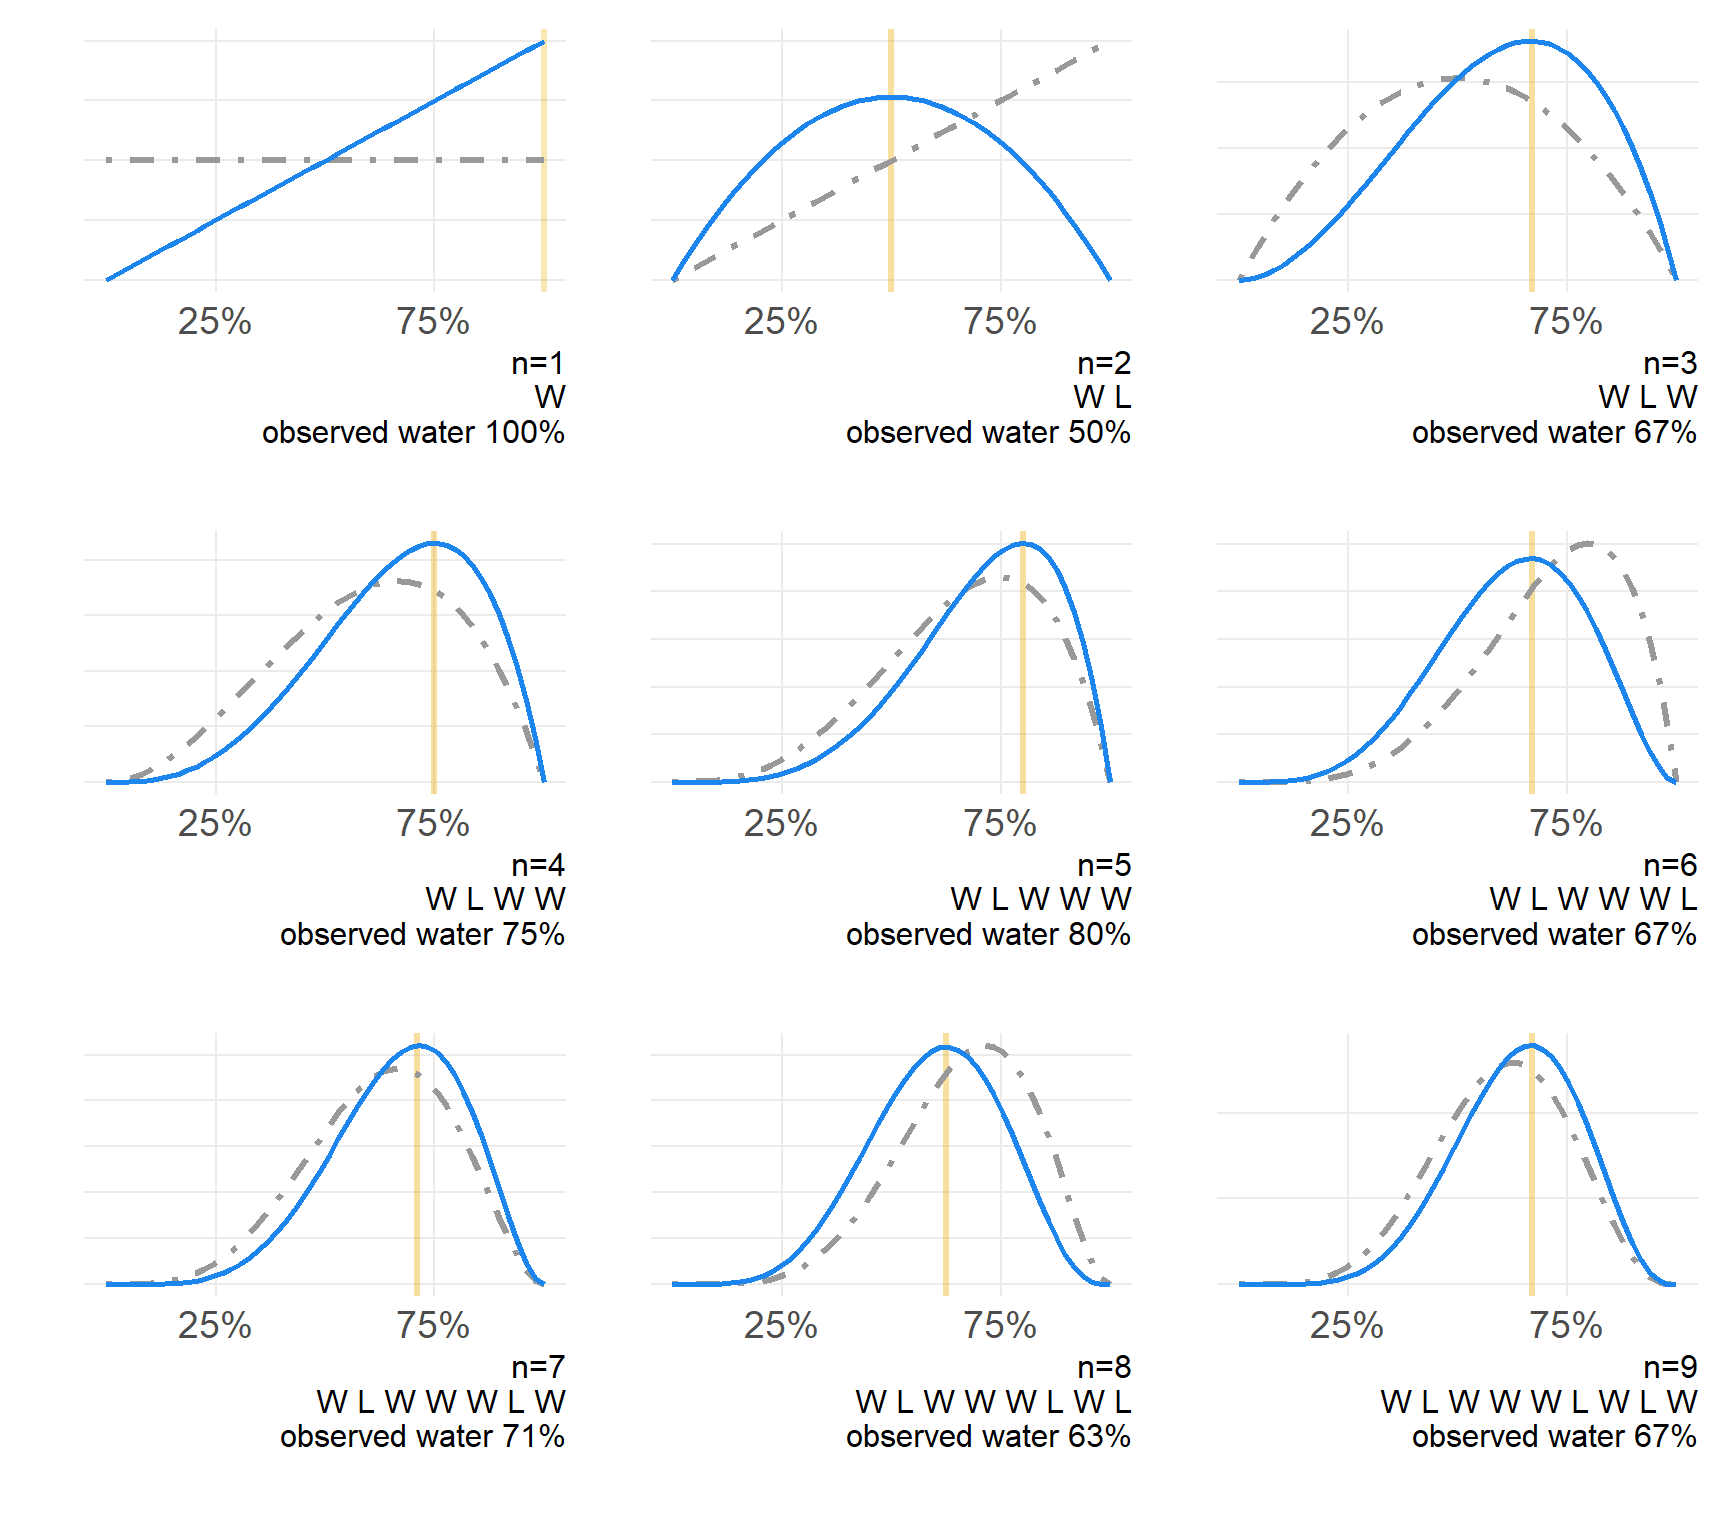 25% 75%
n=1
W
observed water 100%
25% 75%
n=2
W L
observed water 50%
25% 75%
n=3
W L W
observed water 67%
25% 75%
n=4
W L W W
observed water 75%
25% 75%
n=5
W L W W W
observed water 80%
25% 75%
n=6
W L W W W L
observed water 67%
25% 75%
n=7
W L W W W L W
observed water 71%
25% 75%
n=8
W L W W W L W L
observed water 63%
25% 75%
n=9
W L W W W L W L W
observed water 67%